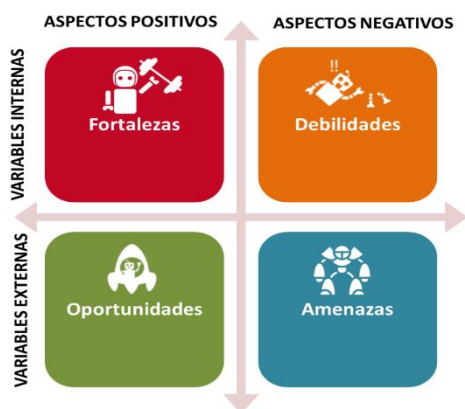 ASPECTOS POSITIVOS
ASPECTOS NEGATIVOS
VARIABLES INTERNAS
!!
Fortalezas
Debilidades
VARIABLES EXTERNAS
Oportunidades
Amenazas